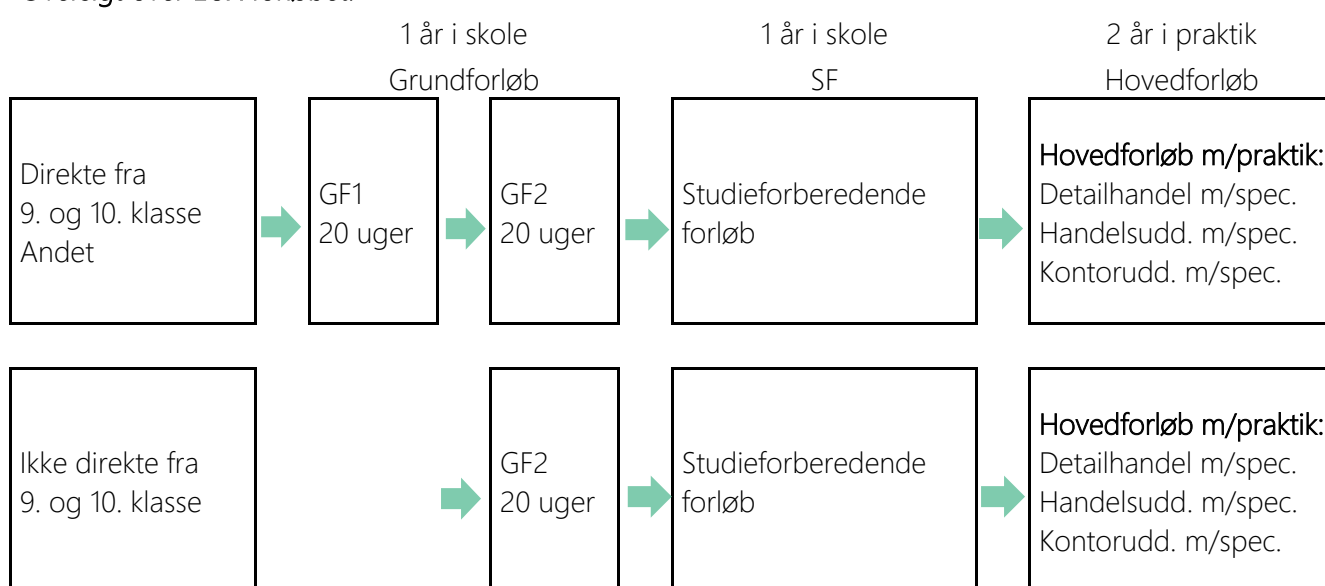 1 år i skole
1 år i skole
2 år i praktik
Grundforløb
SF
Hovedforløb
Direkte fra
9. og 10. klasse
Andet
GF1
20 uger
GF2
20 uger
Studieforberedende
forløb
Hovedforløb m/praktik:
Detailhandel m/spec.
Handelsudd. m/spec.
Kontorudd. m/spec.
Ikke direkte fra
9. og 10. klasse
GF2
20 uger
Studieforberedende
forløb
Hovedforløb m/praktik:
Detailhandel m/spec.
Handelsudd. m/spec.
Kontorudd. m/spec.